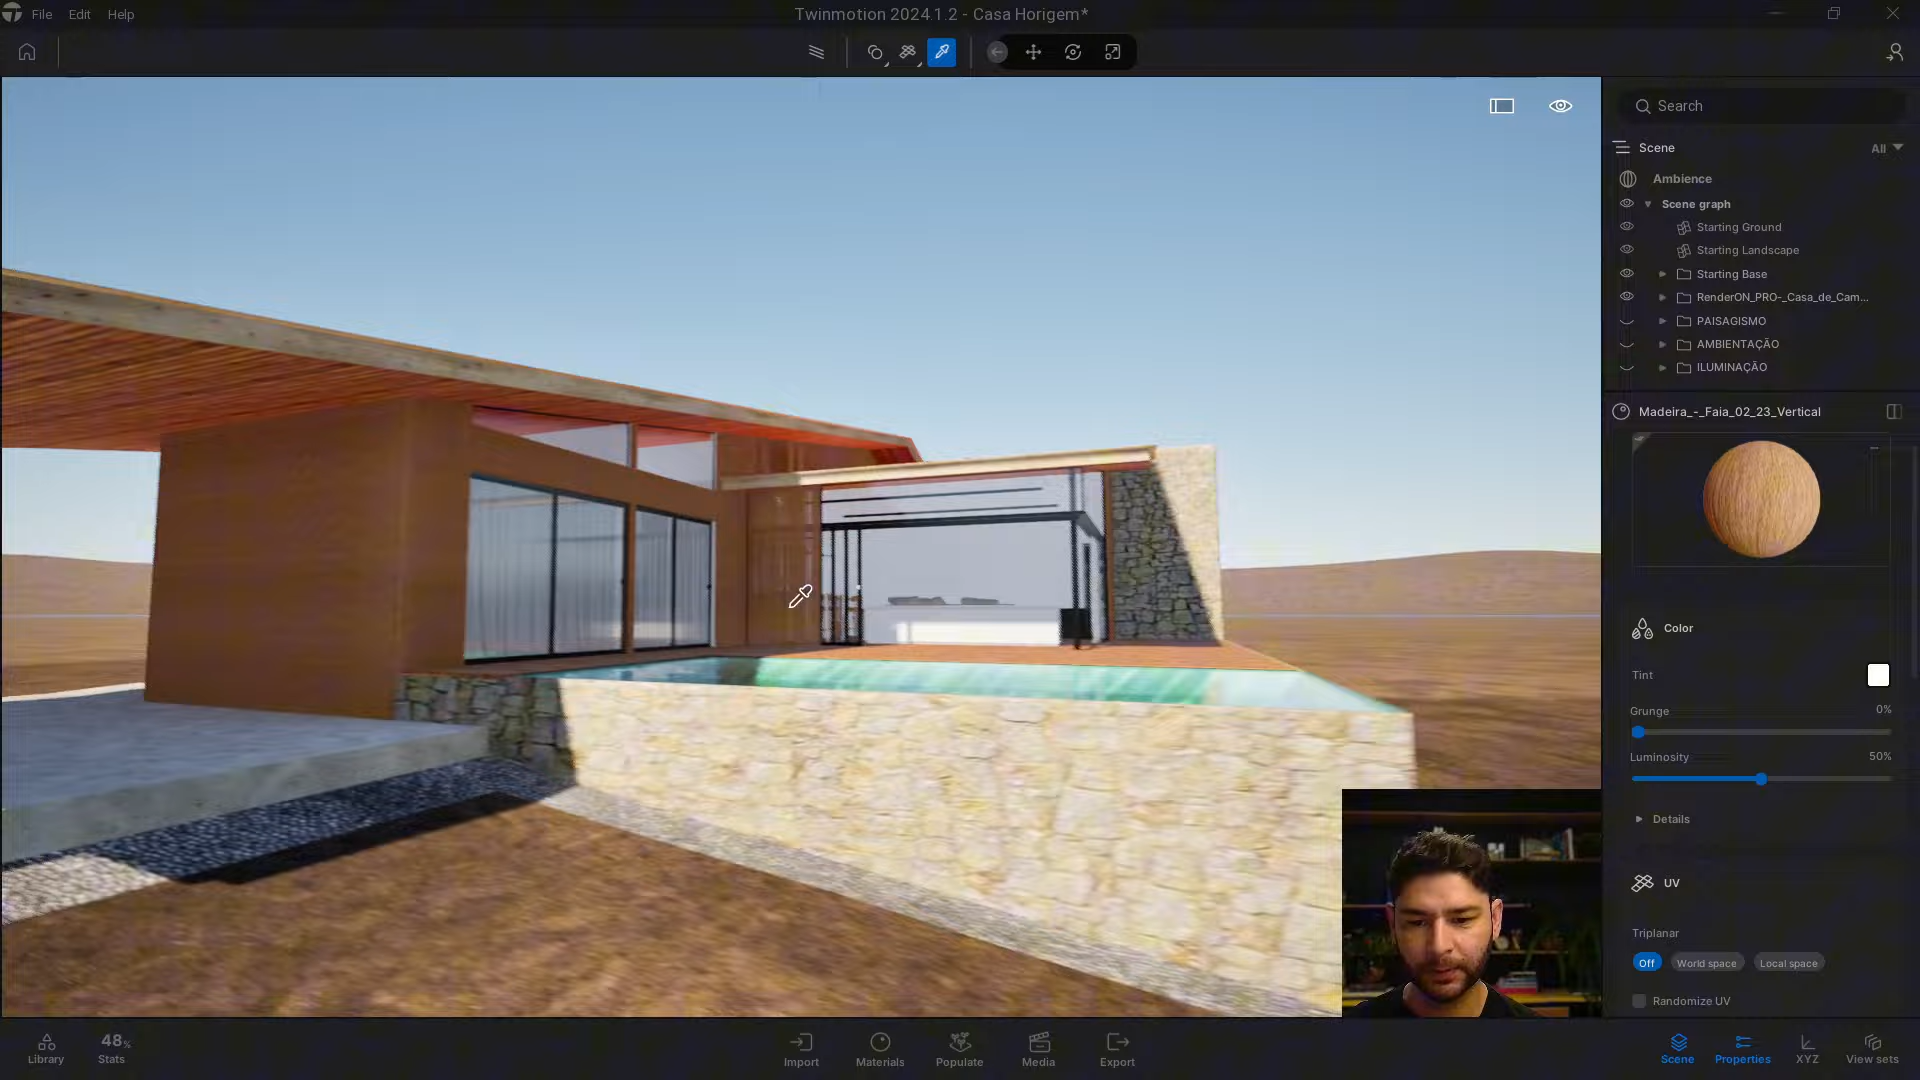 File Edit Help
Twinmotion 2024.1.2 - Casa Horigem*
Search
Scene
All
Ambience
Scene graph
Starting Ground
Starting Landscape
Starting Base
RenderON_PRO-_Casa_de_Cam...
PAISAGISMO
AMBIENTAÇÃO
ILUMINAÇÃO
Madeira_-_Faia_02_23_Vertical
Color
Tint
Grunge 0%
Luminosity 50%
Details
UV
Triplanar
Off World space Local space
Randomize UV
Library
48% Stats
Import
Materials
Populate
Media
Export
Scene
Properties
XYZ
View sets